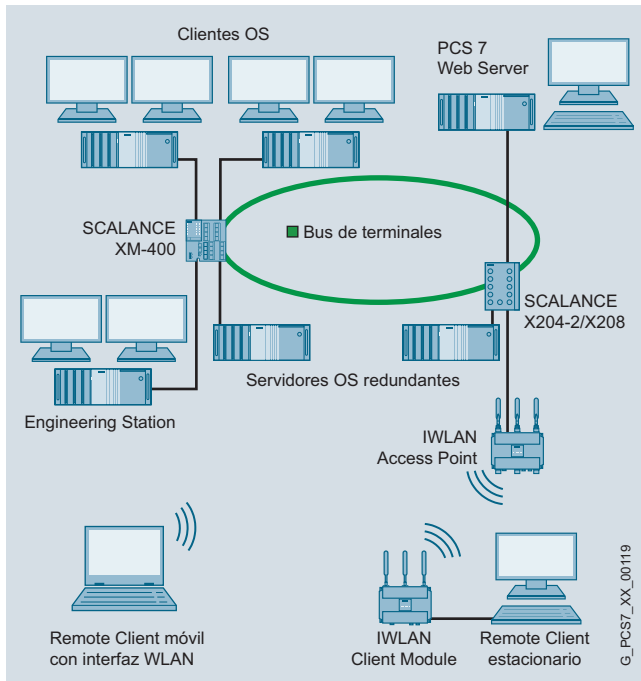 Clientes OS
PCS 7
Web Server
SCALANCE
XM-400
Bus de terminales
SCALANCE
X204-2/X208
Servidores OS redundantes
Engineering Station
IWLAN
Access Point
Remote Client móvil
con interfaz WLAN
IWLAN
Client Module
Remote Client
estacionario
G_PCS7_XX_00119